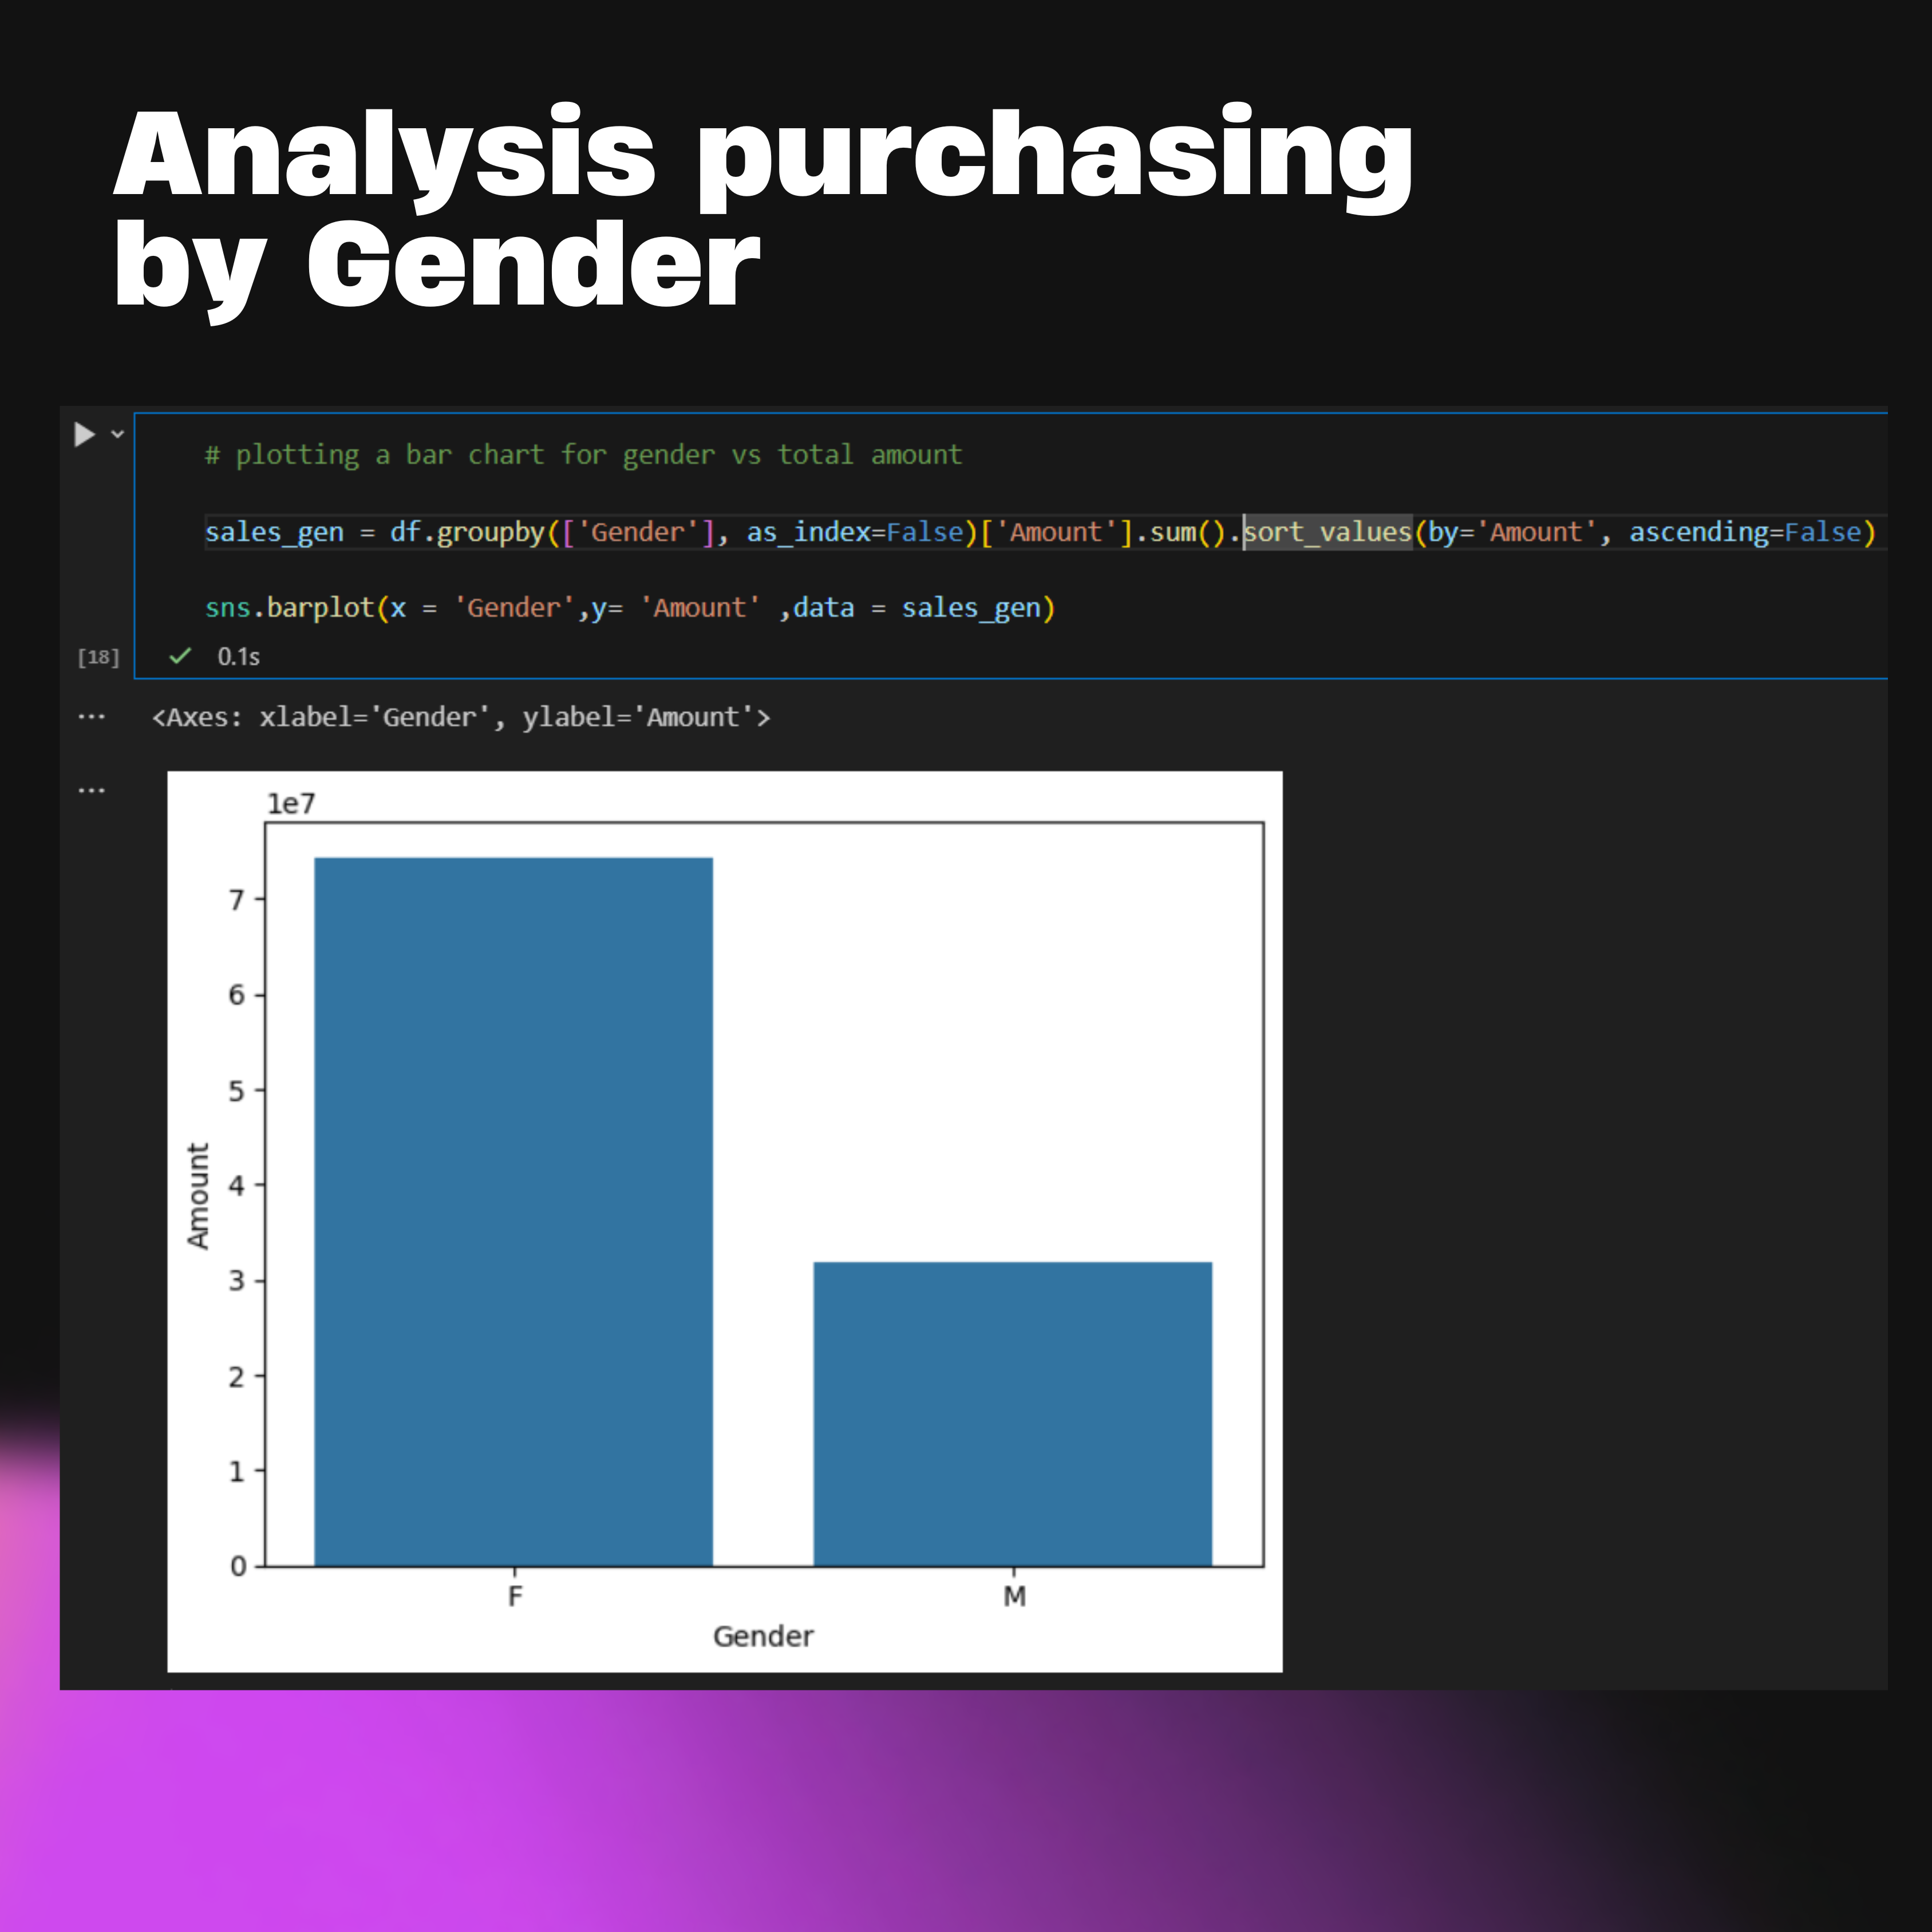 Analysis purchasing
by Gender
# plotting a bar chart for gender vs total amount
sales_gen = df.groupby(['Gender'], as_index=False)['Amount'].sum().sort_values(by='Amount', ascending=False)
sns.barplot(x = 'Gender',y= 'Amount' ,data = sales_gen)
[18] 0.1s
... <Axes: xlabel='Gender', ylabel='Amount'>
...
1e7
7
6
5
4
3
2
1
0
Amount
F M
Gender